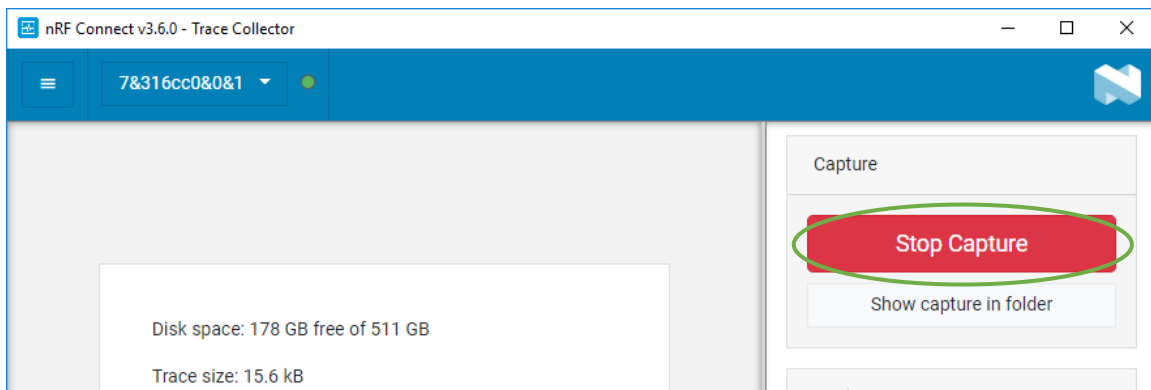 nRF Connect v3.6.0 - Trace Collector
7&316cc0&0&1
Capture
Stop Capture
Show capture in folder
Disk space: 178 GB free of 511 GB
Trace size: 15.6 kB